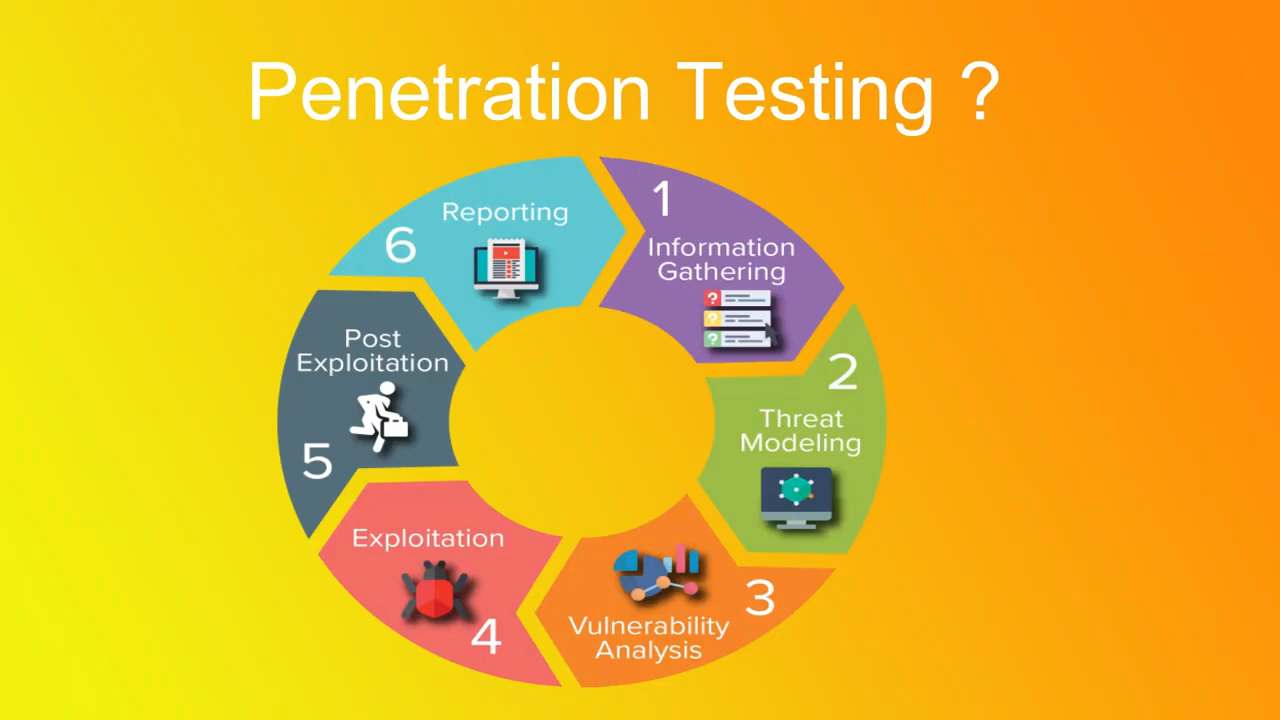 Penetration Testing ?
1
Information
Gathering
2
Threat
Modeling
3
Vulnerability
Analysis
Exploitation
4
Post
Exploitation
5
Reporting
6